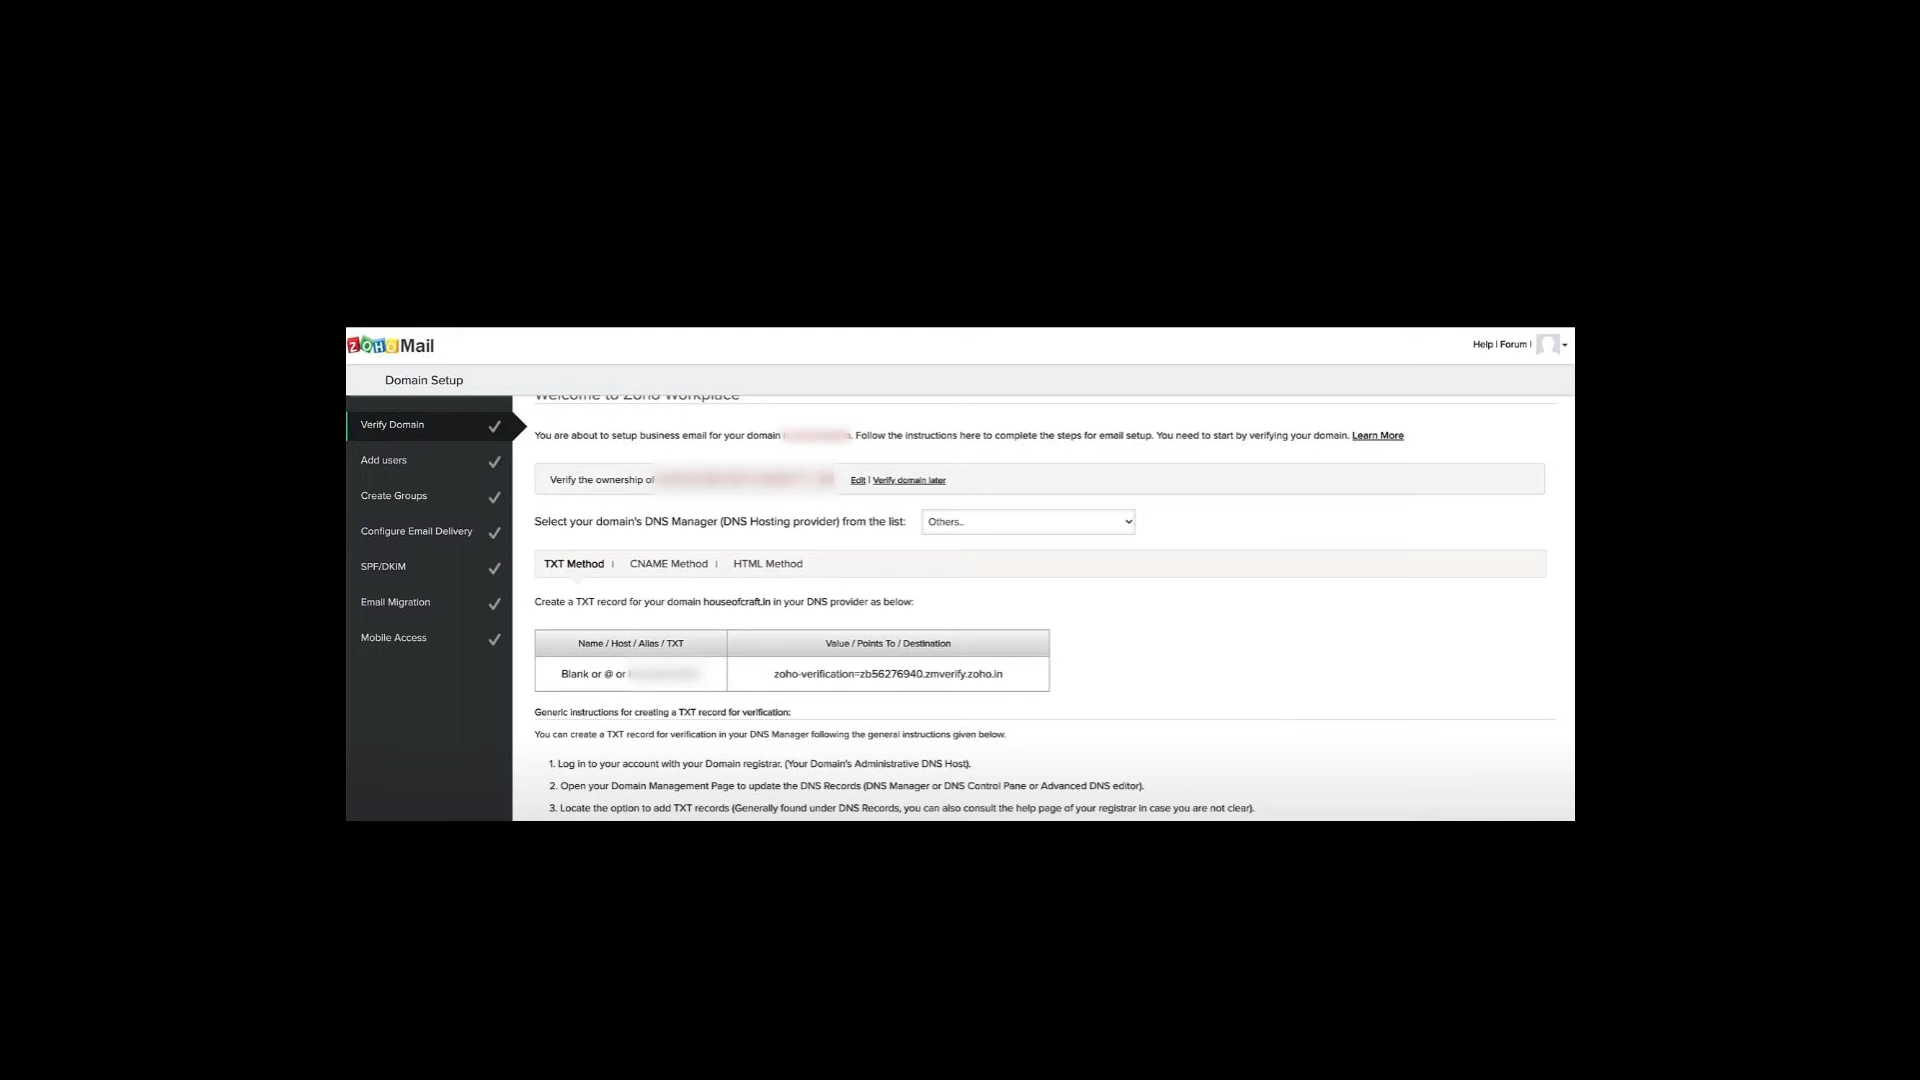 ZOHO Mail
Help | Forum |
Domain Setup
Welcome to Zoho Workplace
Verify Domain
Add users
Create Groups
Configure Email Delivery
SPF/DKIM
Email Migration
Mobile Access
You are about to setup business email for your domain . Follow the instructions here to complete the steps for email setup. You need to start by verifying your domain. Learn More
Verify the ownership of Edit | Verify domain later
Select your domain's DNS Manager (DNS Hosting provider) from the list: Others..
TXT Method | CNAME Method | HTML Method
Create a TXT record for your domain houseofcraft.in in your DNS provider as below:
Name / Host / Alias / TXT Value / Points To / Destination
Blank or @ or zoho-verification=zb56276940.zmverify.zoho.in
Generic instructions for creating a TXT record for verification:
You can create a TXT record for verification in your DNS Manager following the general instructions given below.
1. Log in to your account with your Domain registrar. (Your Domain's Administrative DNS Host).
2. Open your Domain Management Page to update the DNS Records (DNS Manager or DNS Control Pane or Advanced DNS editor).
3. Locate the option to add TXT records (Generally found under DNS Records, you can also consult the help page of your registrar in case you are not clear).